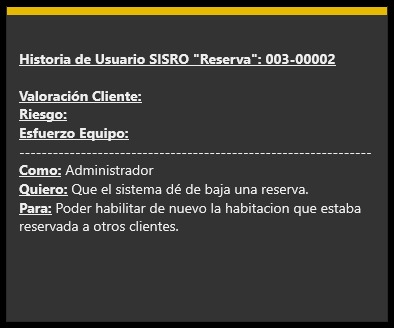 Historia de Usuario SISRO "Reserva": 003-00002
Valoración Cliente:
Riesgo:
Esfuerzo Equipo:
----------------------------------------------------------------
Como: Administrador
Quiero: Que el sistema dé de baja una reserva.
Para: Poder habilitar de nuevo la habitacion que estaba
reservada a otros clientes.